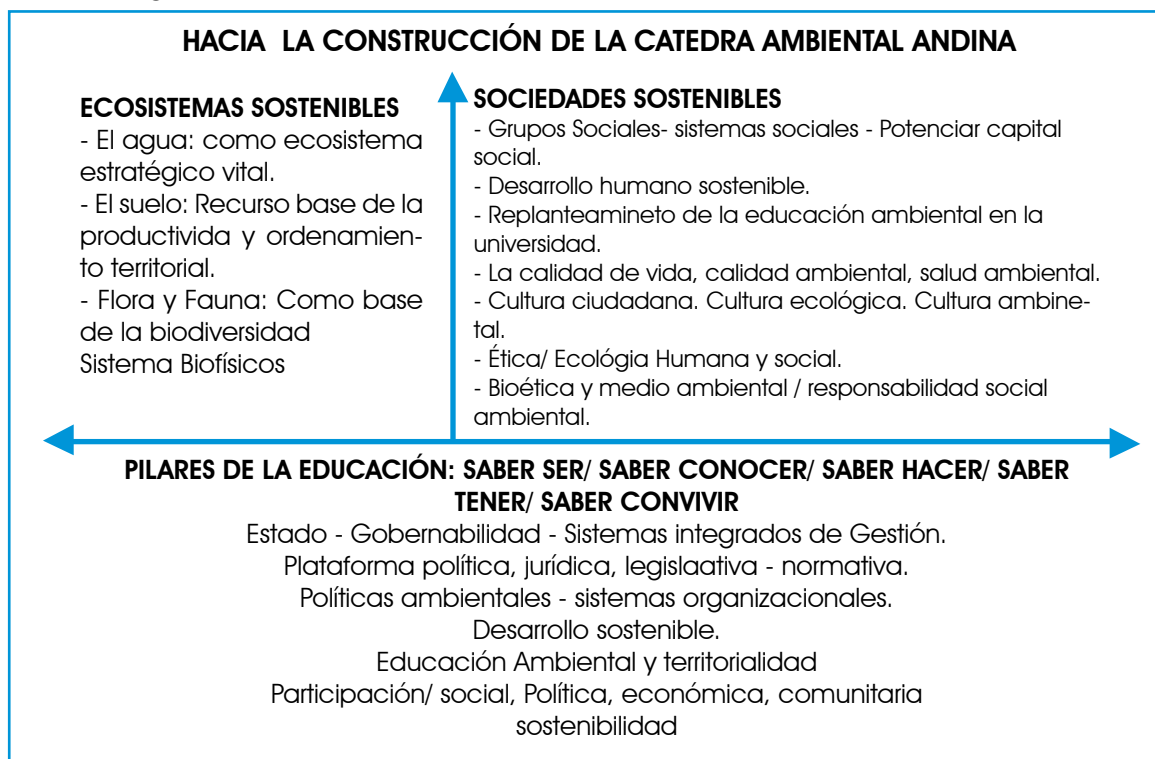 HACIA LA CONSTRUCCIÓN DE LA CATEDRA AMBIENTAL ANDINA
ECOSISTEMAS SOSTENIBLES
- El agua: como ecosistema
estratégico vital.
- El suelo: Recurso base de la
productivida y ordenamien-
to territorial.
- Flora y Fauna: Como base
de la biodiversidad
Sistema Biofísicos
SOCIEDADES SOSTENIBLES
- Grupos Sociales- sistemas sociales - Potenciar capital
social.
- Desarrollo humano sostenible.
- Replanteamineto de la educación ambiental en la
universidad.
- La calidad de vida, calidad ambiental, salud ambiental.
- Cultura ciudadana. Cultura ecológica. Cultura ambine-
tal.
- Ética/ Ecológia Humana y social.
- Bioética y medio ambiental / responsabilidad social
ambiental.
PILARES DE LA EDUCACIÓN: SABER SER/ SABER CONOCER/ SABER HACER/ SABER
TENER/ SABER CONVIVIR
Estado - Gobernabilidad - Sistemas integrados de Gestión.
Plataforma política, jurídica, legislaativa - normativa.
Políticas ambientales - sistemas organizacionales.
Desarrollo sostenible.
Educación Ambiental y territorialidad
Participación/ social, Política, económica, comunitaria
sostenibilidad